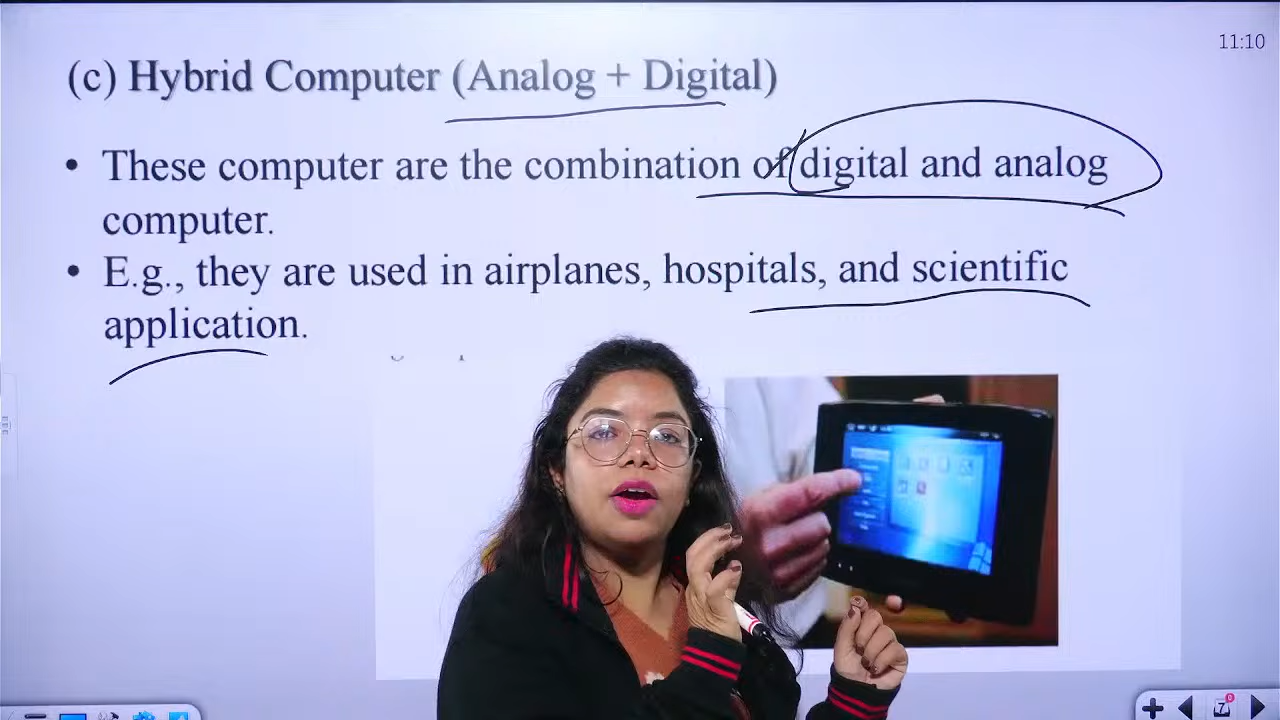 11:10
(c) Hybrid Computer (Analog + Digital)
• These computer are the combination of digital and analog
computer.
• E.g., they are used in airplanes, hospitals, and scientific
application.